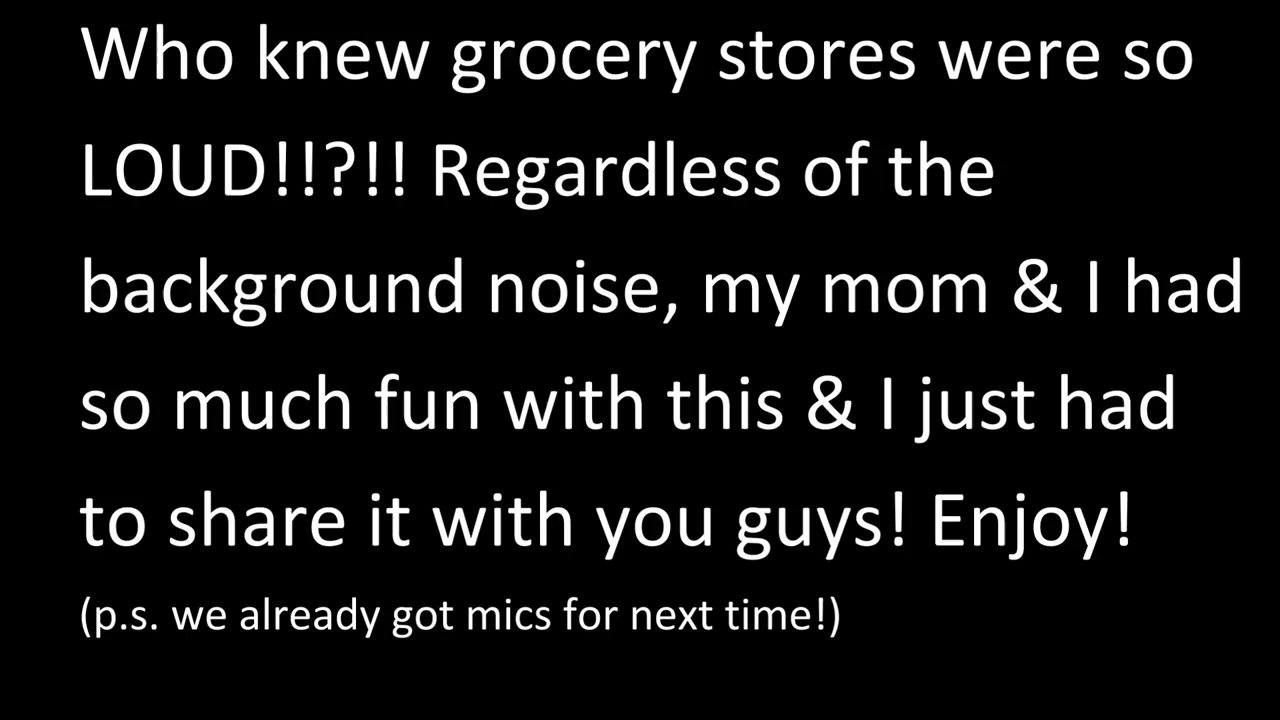 Who knew grocery stores were so
LOUD!!?!! Regardless of the
background noise, my mom & I had
so much fun with this & I just had
to share it with you guys! Enjoy!
(p.s. we already got mics for next time!)